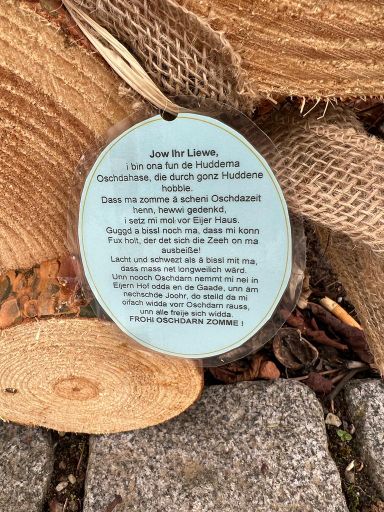 Jow Ihr Liewe,
i bin ona fun de Huddema
Oschdahase, die durch gonz Huddene
hobble.
Dass ma zomme ä scheni Oschdazeit
henn, hewwi gedenkd,
i setz mi mol vor Eijer Haus.
Guggd a bissl noch ma, dass mi konn
Fux holt, der det sich die Zeeh on ma
ausbeiße!
Lacht und schwezt als ä bissl mit ma,
dass mass net longweilich wärd.
Unn nooch Oschdarn nemmt mi nei in
Eijern Hof odda en de Gaade, unn äm
nechschde Joohr, do stelld da mi
oifach widda vorr Oschdarn rauss,
unn alle freije sich widda.
FROHI OSCHDARN ZOMME !